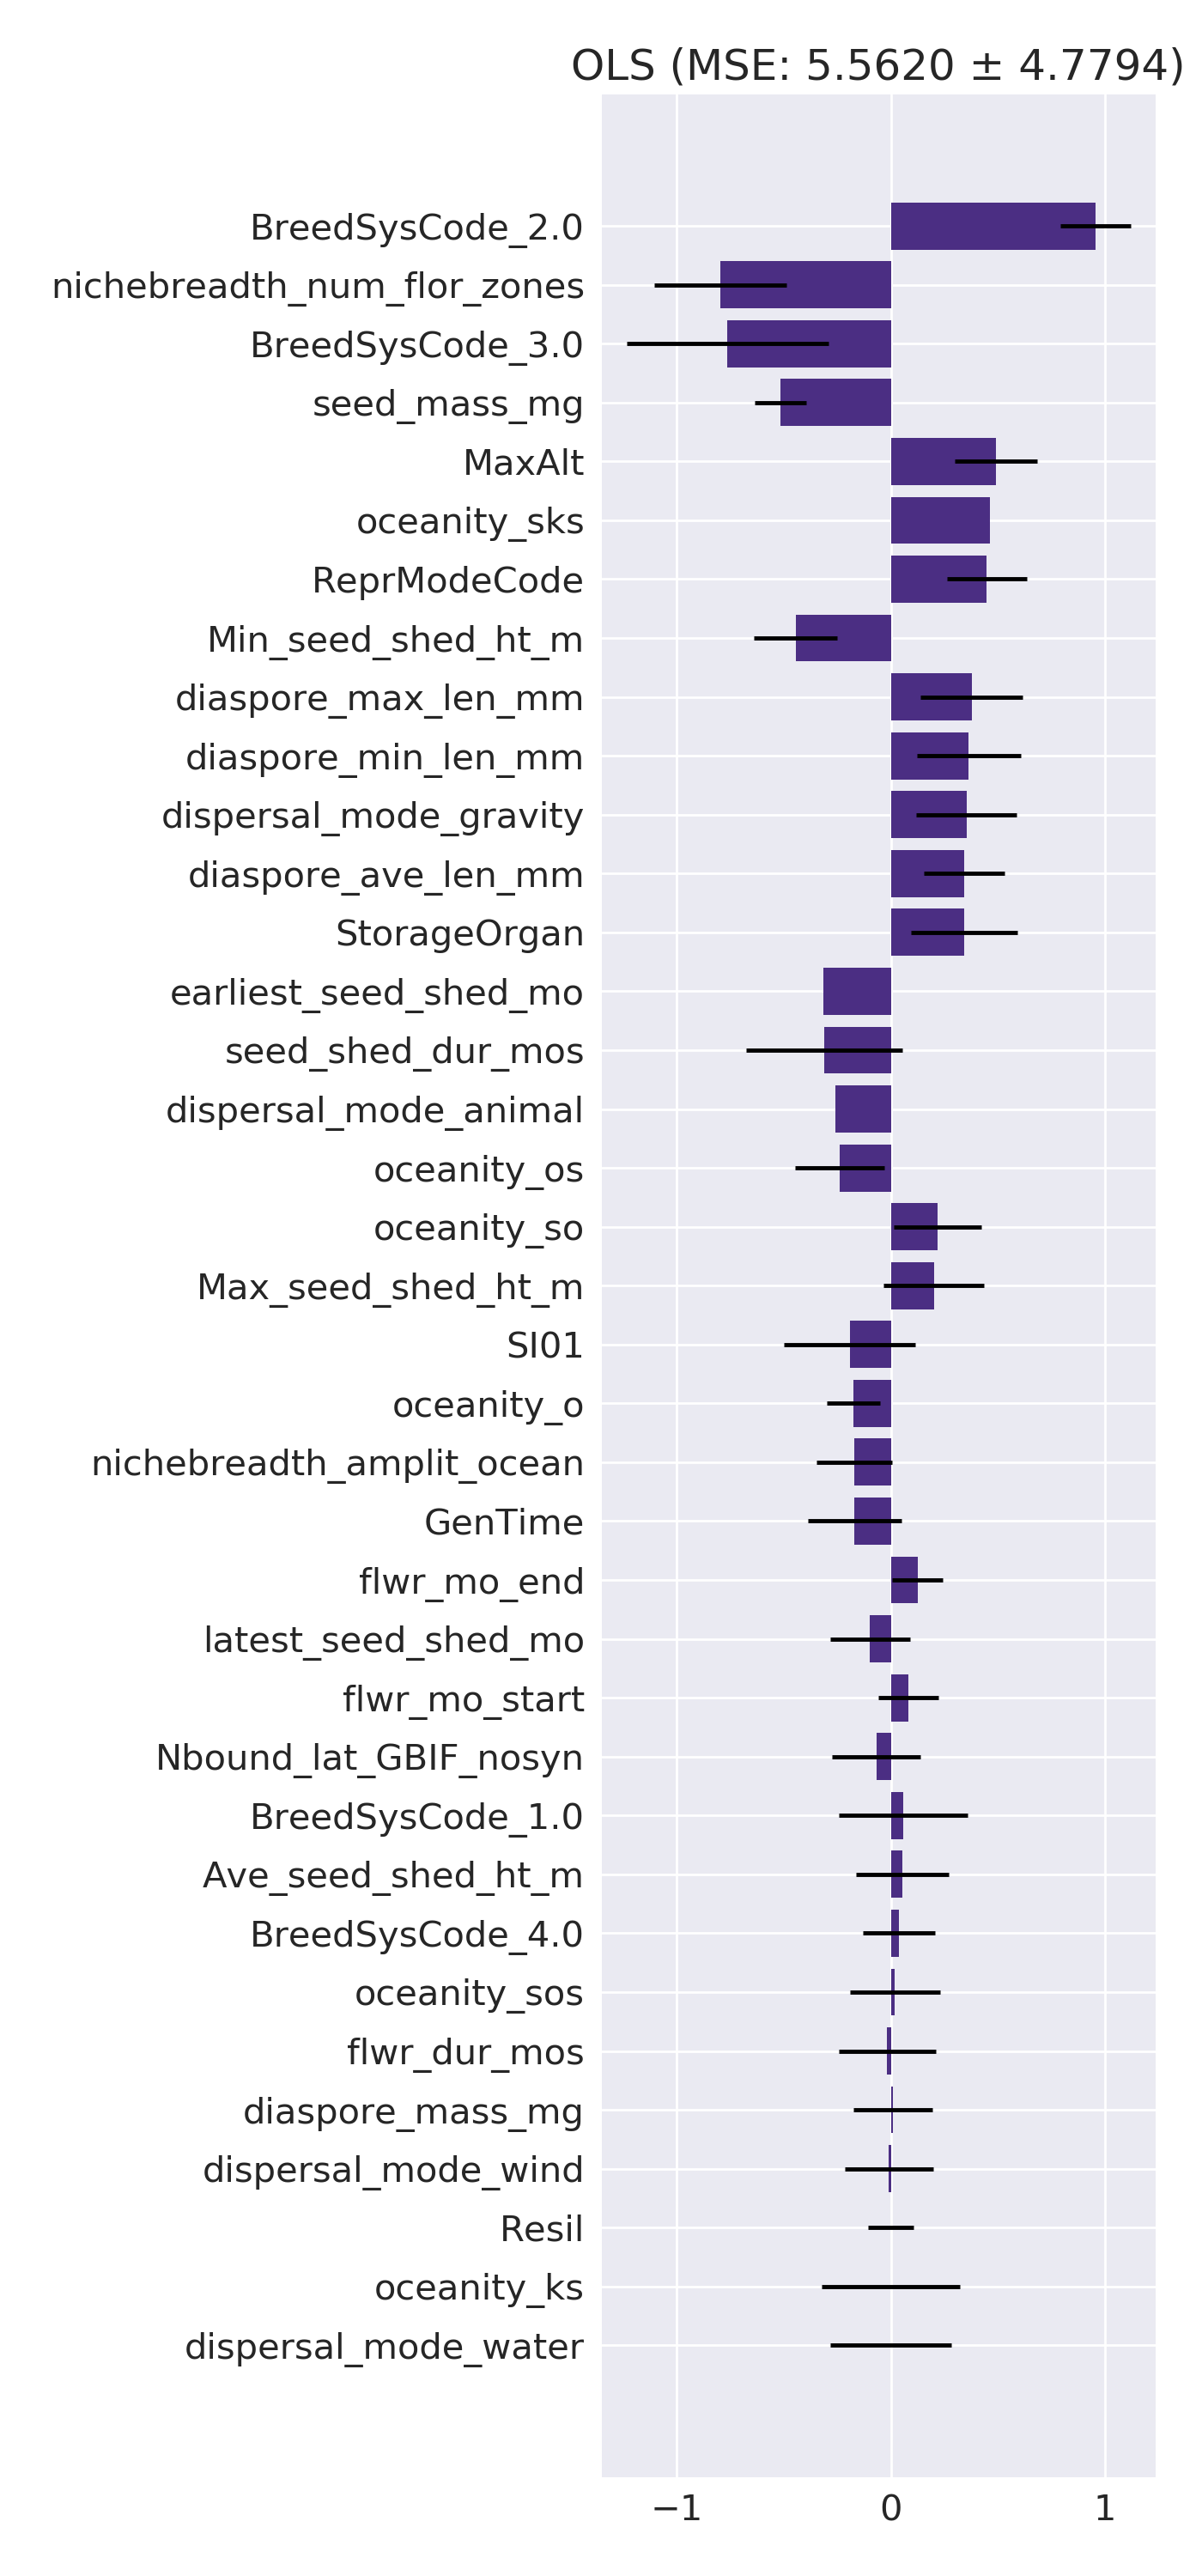 OLS (MSE: 5.5620 ± 4.7794)
BreedSysCode_2.0
nichebreadth_num_flor_zones
BreedSysCode_3.0
seed_mass_mg
MaxAlt
oceanity_sks
ReprModeCode
Min_seed_shed_ht_m
diaspore_max_len_mm
diaspore_min_len_mm
dispersal_mode_gravity
diaspore_ave_len_mm
StorageOrgan
earliest_seed_shed_mo
seed_shed_dur_mos
dispersal_mode_animal
oceanity_os
oceanity_so
Max_seed_shed_ht_m
SI01
oceanity_o
nichebreadth_amplit_ocean
GenTime
flwr_mo_end
latest_seed_shed_mo
flwr_mo_start
Nbound_lat_GBIF_nosyn
BreedSysCode_1.0
Ave_seed_shed_ht_m
BreedSysCode_4.0
oceanity_sos
flwr_dur_mos
diaspore_mass_mg
dispersal_mode_wind
Resil
oceanity_ks
dispersal_mode_water
−1 0 1